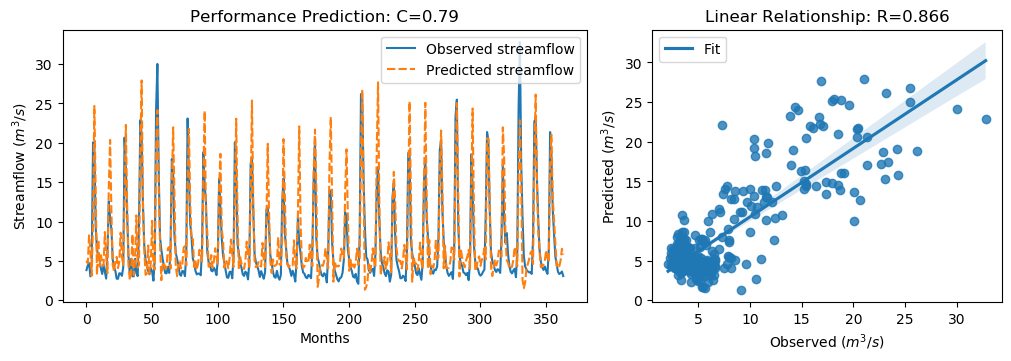 Performance Prediction: C=0.79
Streamflow (m³/s)
30
25
20
15
10
5
0
Observed streamflow
Predicted streamflow
0 50 100 150 200 250 300 350
Months
Linear Relationship: R=0.866
Predicted (m³/s)
30
25
20
15
10
5
0
Fit
5 10 15 20 25 30
Observed (m³/s)